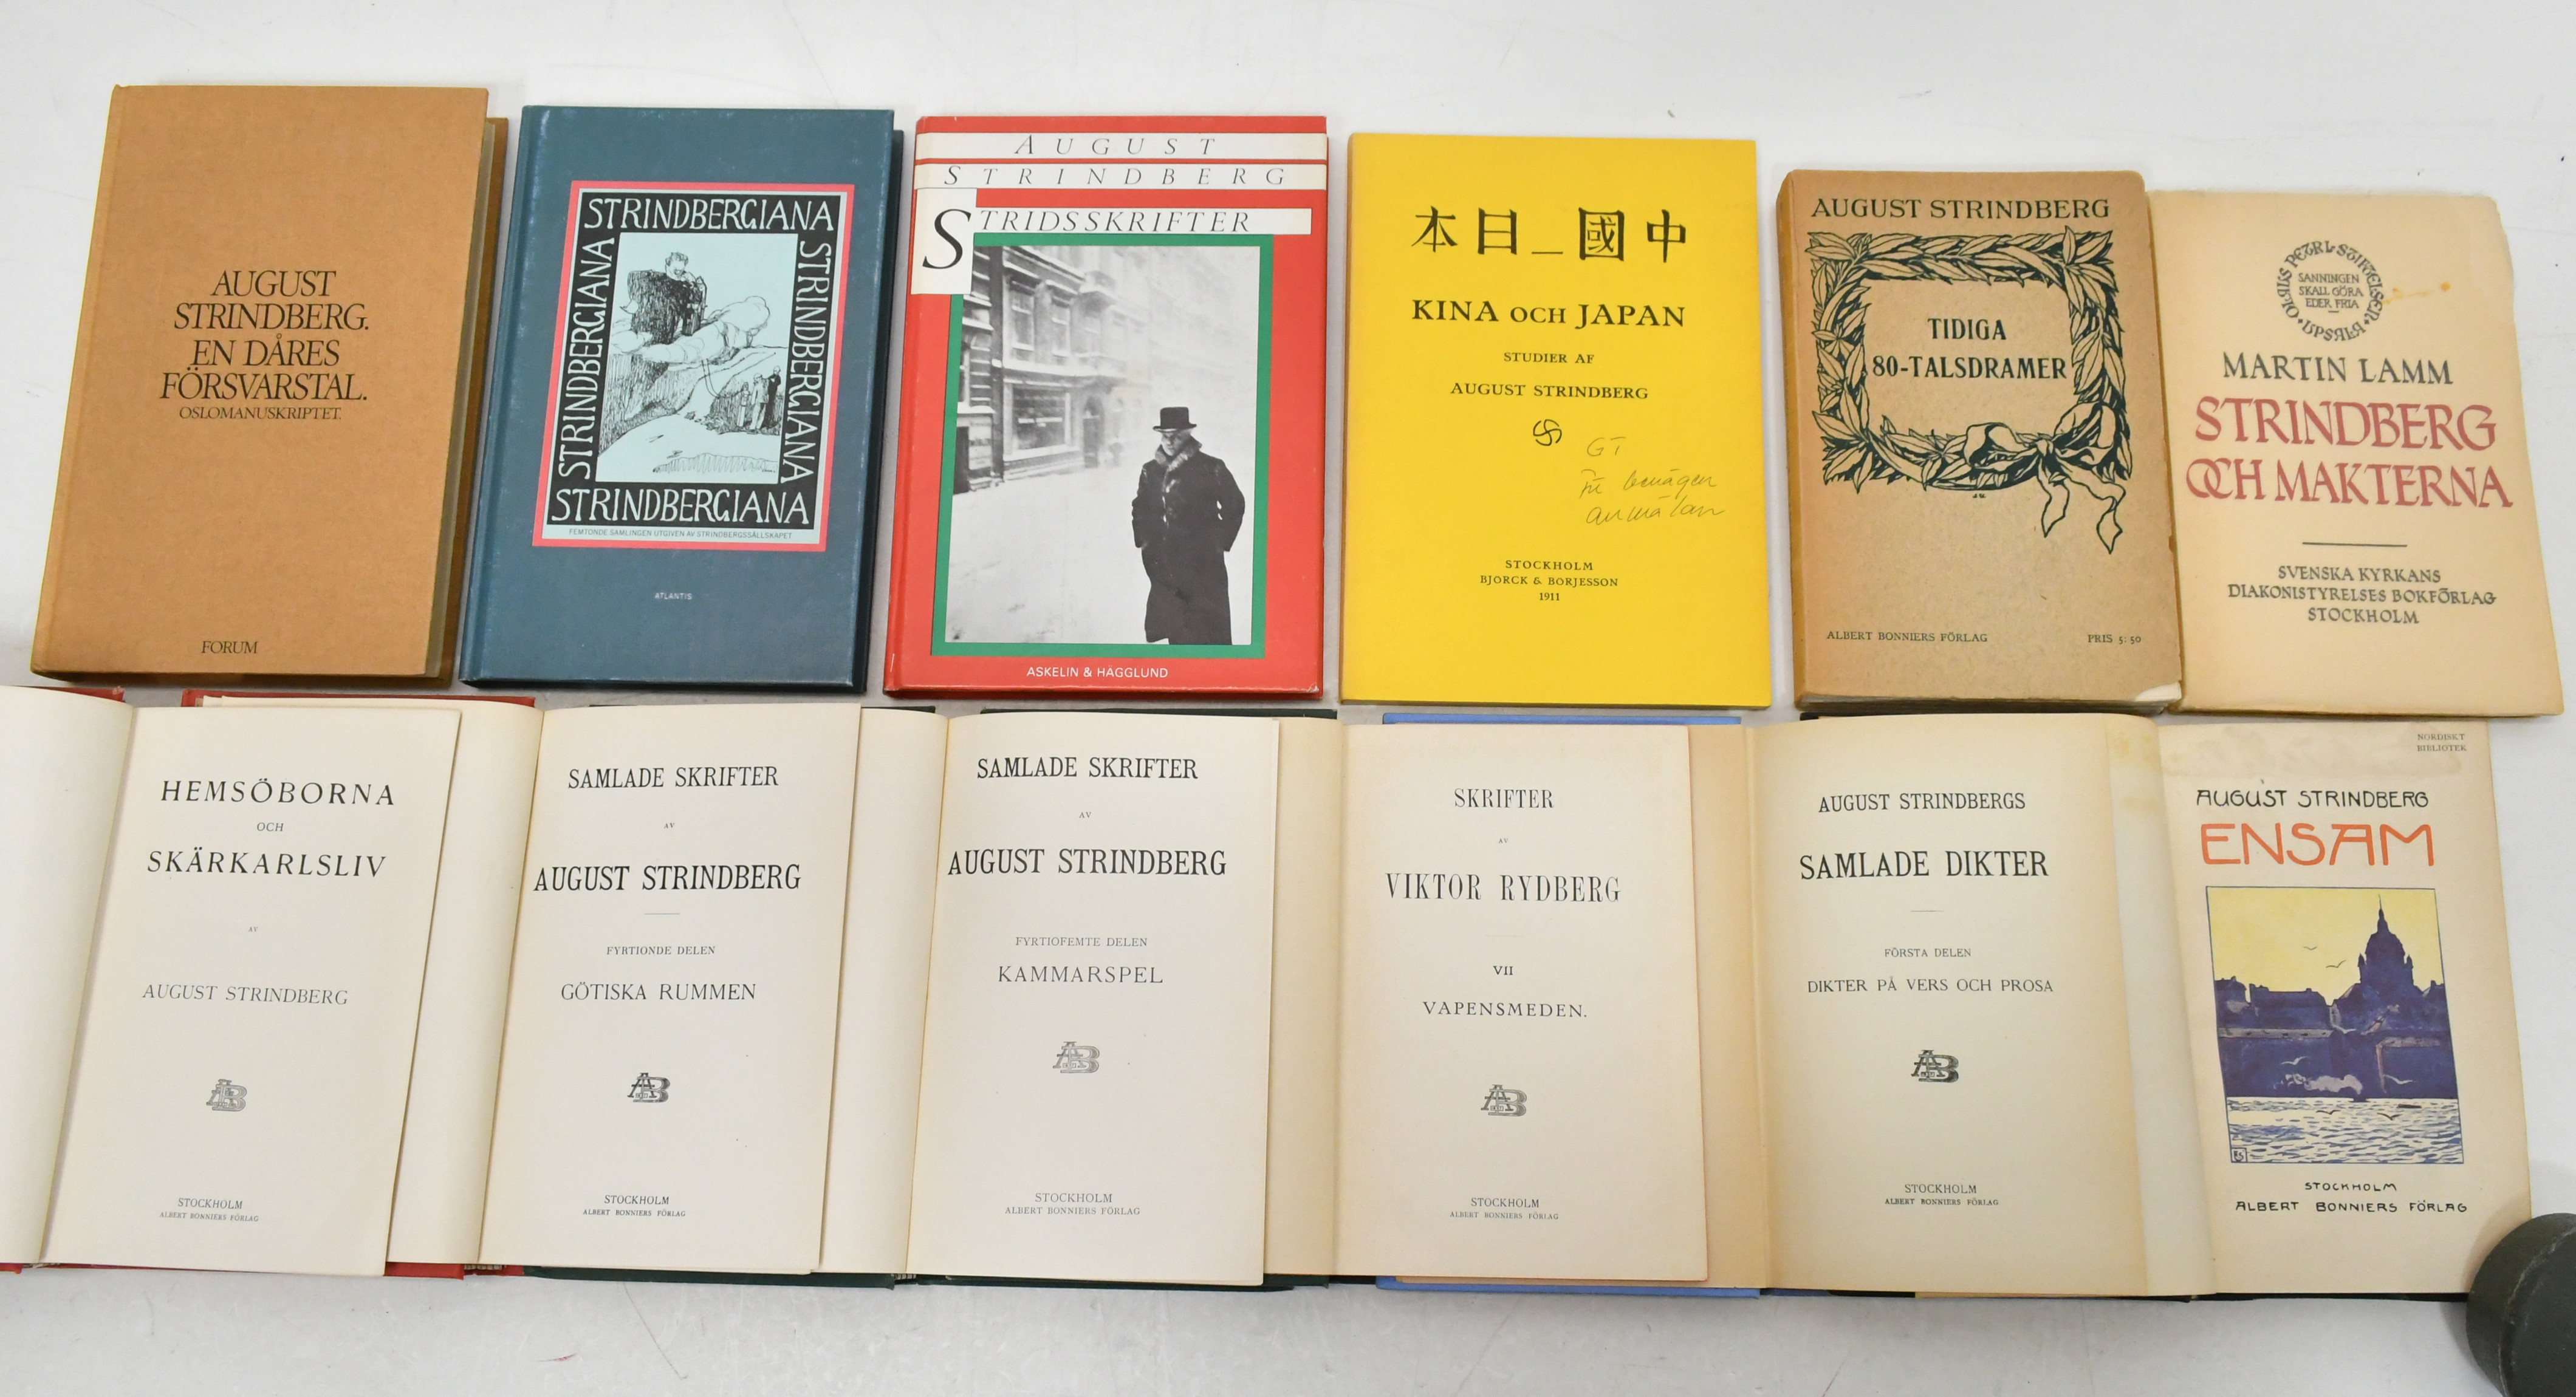 AUGUST
STRINDBERG.
EN DÅRES
FÖRSVARSTAL.
OSLOMANUSKRIPTET.
FORUM
STRINDBERGIANA
STRINDBERGIANA
STRINDBERGIANA
STRINDBERGIANA
FEMTONDE SAMLINGEN UTGIVEN AV STRINDBERGSSÄLLSKAPET
ATLANTIS
AUGUST
STRINDBERG
STRIDSSKRIFTER
ASKELIN & HÄGGLUND
本日_國中
KINA OCH JAPAN
STUDIER AF
AUGUST STRINDBERG
GT
STOCKHOLM
BJORCK & BORJESSON
1911
AUGUST STRINDBERG
TIDIGA
80-TALSDRAMER
ALBERT BONNIERS FÖRLAG PRIS 5:50
OLAUS PETRI-STIFTELSEN • UPSALA •
SANNINGEN
SKALL GÖRA
EDER FRIA
MARTIN LAMM
STRINDBERG
OCH MAKTERNA
SVENSKA KYRKANS
DIAKONISTYRELSES BOKFÖRLAG
STOCKHOLM
HEMSÖBORNA
OCH
SKÄRKARLSLIV
AV
AUGUST STRINDBERG
STOCKHOLM
ALBERT BONNIERS FÖRLAG
SAMLADE SKRIFTER
AV
AUGUST STRINDBERG
FYRTIONDE DELEN
GÖTISKA RUMMEN
STOCKHOLM
ALBERT BONNIERS FÖRLAG
SAMLADE SKRIFTER
AV
AUGUST STRINDBERG
FYRTIOFEMTE DELEN
KAMMARSPEL
STOCKHOLM
ALBERT BONNIERS FÖRLAG
SKRIFTER
AV
VIKTOR RYDBERG
VII
VAPENSMEDEN.
STOCKHOLM
ALBERT BONNIERS FÖRLAG
AUGUST STRINDBERGS
SAMLADE DIKTER
FÖRSTA DELEN
DIKTER PÅ VERS OCH PROSA
STOCKHOLM
ALBERT BONNIERS FÖRLAG
NORDISKT
BIBLIOTEK
AUGUST STRINDBERG
ENSAM
STOCKHOLM
ALBERT BONNIERS FÖRLAG